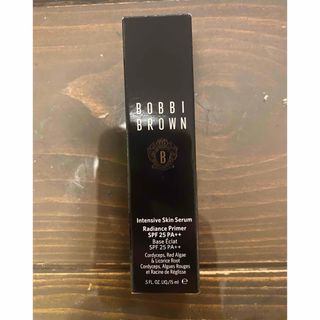 BOBBI
BROWN
B
Intensive Skin Serum
Radiance Primer
SPF 25 PA++
Base Éclat
SPF 25 PA++
Cordyceps, Red Algae
& Licorice Root
Cordyceps, Algues Rouges
et Racine de Réglisse
.5 FL.OZ. LIQ./15 ml ℮